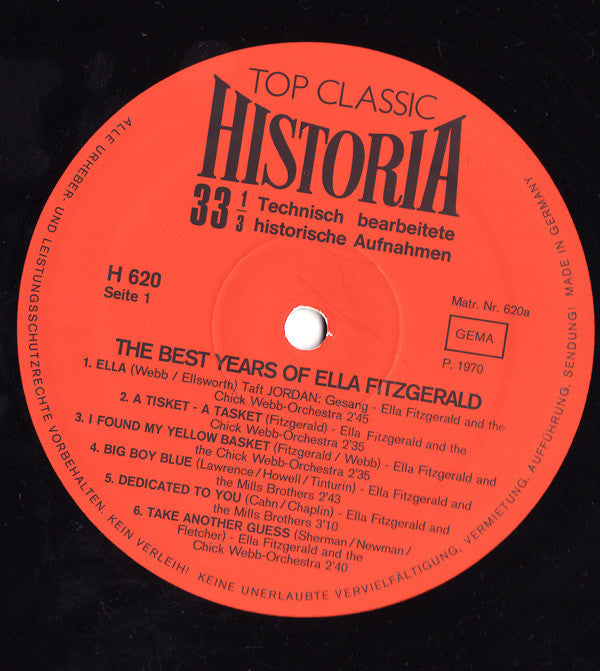 TOP CLASSIC
HISTORIA
33 1/3 Technisch bearbeitete
historische Aufnahmen
H 620
Seite 1
Matr. Nr. 620a
GEMA
P. 1970
THE BEST YEARS OF ELLA FITZGERALD
1. ELLA (Webb / Ellsworth) Taft JORDAN: Gesang - Ella Fitzgerald and the
Chick Webb-Orchestra 2'45
2. A TISKET - A TASKET (Fitzgerald) - Ella Fitzgerald and the
Chick Webb-Orchestra 2'35
3. I FOUND MY YELLOW BASKET (Fitzgerald / Webb) - Ella Fitzgerald and
the Chick Webb-Orchestra 2'35
4. BIG BOY BLUE (Lawrence / Howell / Tinturin) - Ella Fitzgerald and
the Mills Brothers 2'43
5. DEDICATED TO YOU (Cahn / Chaplin) - Ella Fitzgerald and
the Mills Brothers 3'10
6. TAKE ANOTHER GUESS (Sherman / Newman /
Fletcher) - Ella Fitzgerald and the
Chick Webb-Orchestra 2'40
ALLE URHEBER- UND LEISTUNGSSCHUTZRECHTE VORBEHALTEN. KEIN VERLEIH! KEINE UNERLAUBTE VERVIELFÄLTIGUNG, VERMIETUNG, AUFFÜHRUNG, SENDUNG! MADE IN GERMANY